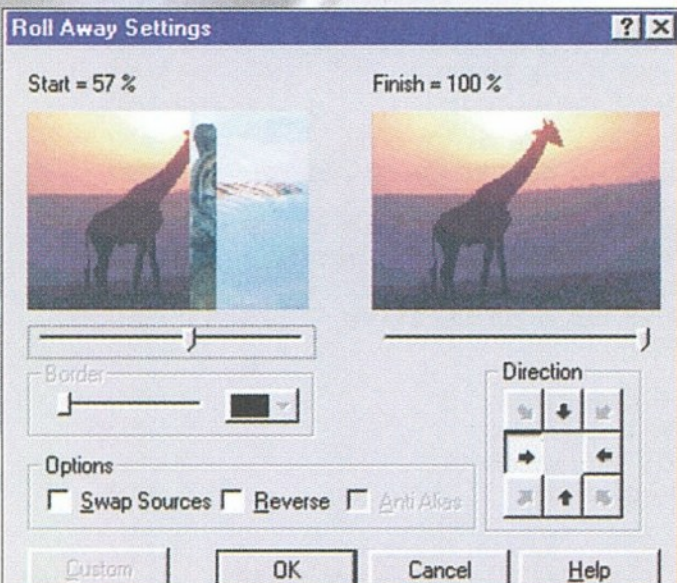 Roll Away Settings
Start = 57 %
Finish = 100 %
Border
Direction
Options
Swap Sources
Reverse
Anti Alias
Custom
OK
Cancel
Help